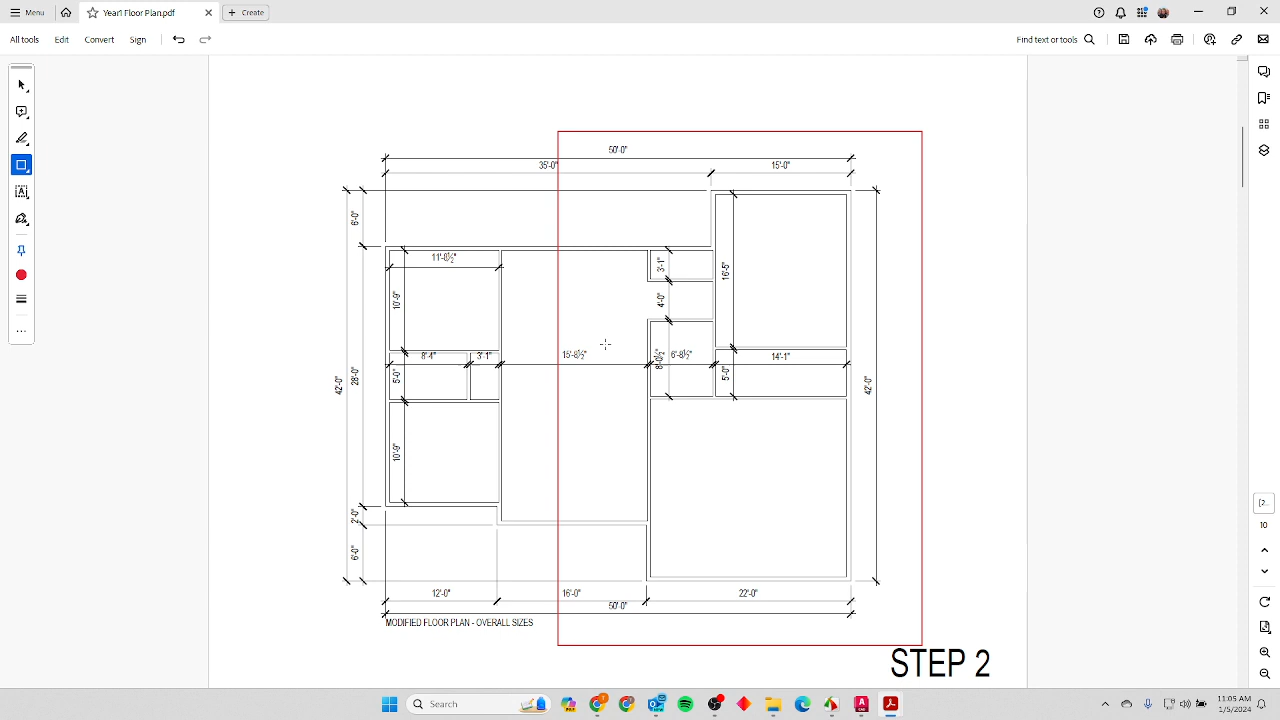 Menu
Year1 Floor Plan.pdf
Create
All tools
Edit
Convert
Sign
Find text or tools
50'-0"
35'-0"
15'-0"
6'-0"
11'-8½"
3'-1"
16'-5"
10'-9"
4'-0"
42'-0"
28'-0"
8'-4"
3'-1"
15'-8½"
6'-8½"
14'-1"
5'-0"
5'-0"
42'-0"
10'-9"
2'-0"
6'-0"
12'-0"
16'-0"
22'-0"
50'-0"
MODIFIED FLOOR PLAN - OVERALL SIZES
STEP 2
10
Search
11:05 AM